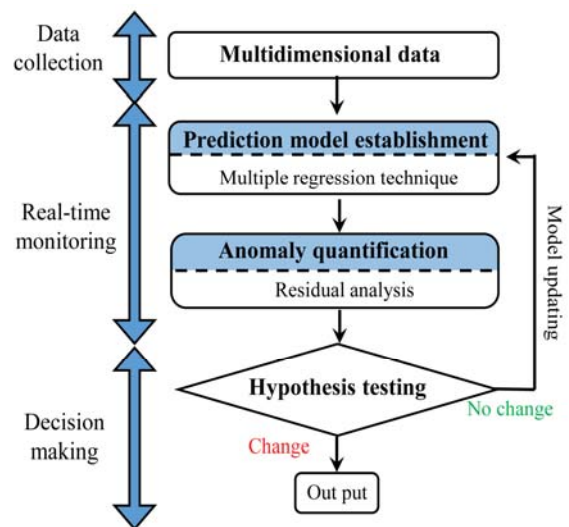 Data
collection
Multidimensional data
Prediction model establishment
Multiple regression technique
Real-time
monitoring
Anomaly quantification
Residual analysis
Model updating
Hypothesis testing
No change
Decision
making
Change
Out put